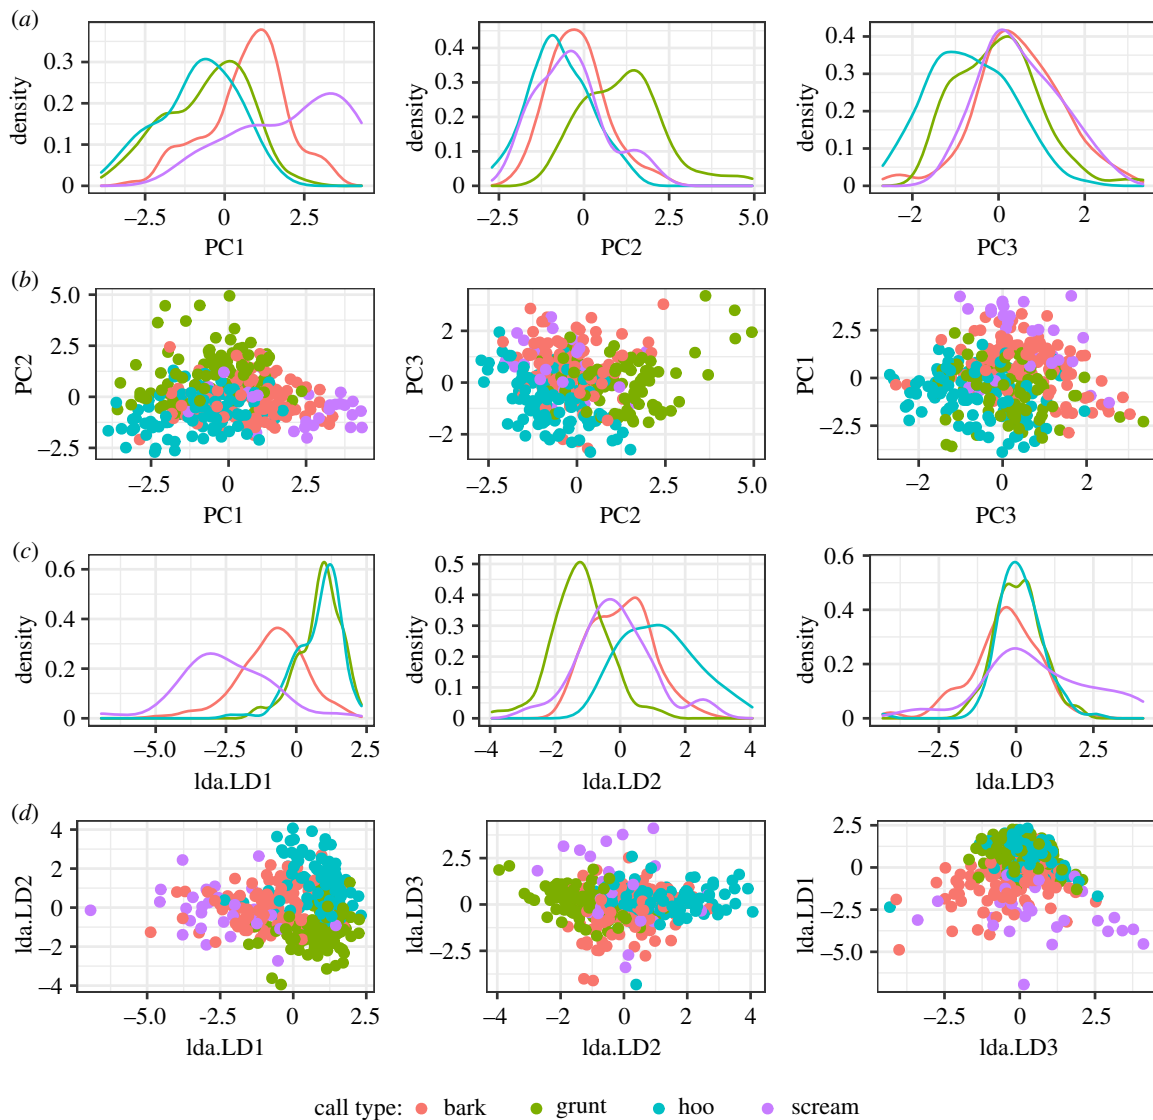 (a)
density
0.3
0.2
0.1
0
−2.5 0 2.5
PC1
density
0.4
0.3
0.2
0.1
0
−2.5 0 2.5 5.0
PC2
density
0.4
0.3
0.2
0.1
0
−2 0 2
PC3
(b)
PC2
5.0
2.5
0
−2.5
−2.5 0 2.5
PC1
PC3
2
0
−2
−2.5 0 2.5 5.0
PC2
PC1
2.5
0
−2.5
−2 0 2
PC3
(c)
density
0.6
0.4
0.2
0
−5.0 −2.5 0 2.5
lda.LD1
density
0.5
0.4
0.3
0.2
0.1
0
−4 −2 0 2 4
lda.LD2
density
0.6
0.4
0.2
0
−2.5 0 2.5
lda.LD3
(d)
lda.LD2
4
2
0
−2
−4
−5.0 -2.5 0 2.5
lda.LD1
lda.LD3
2.5
0
−2.5
−4 −2 0 2 4
lda.LD2
lda.LD1
2.5
0
−2.5
−5.0
−2.5 0 2.5
lda.LD3
call type: bark grunt hoo scream